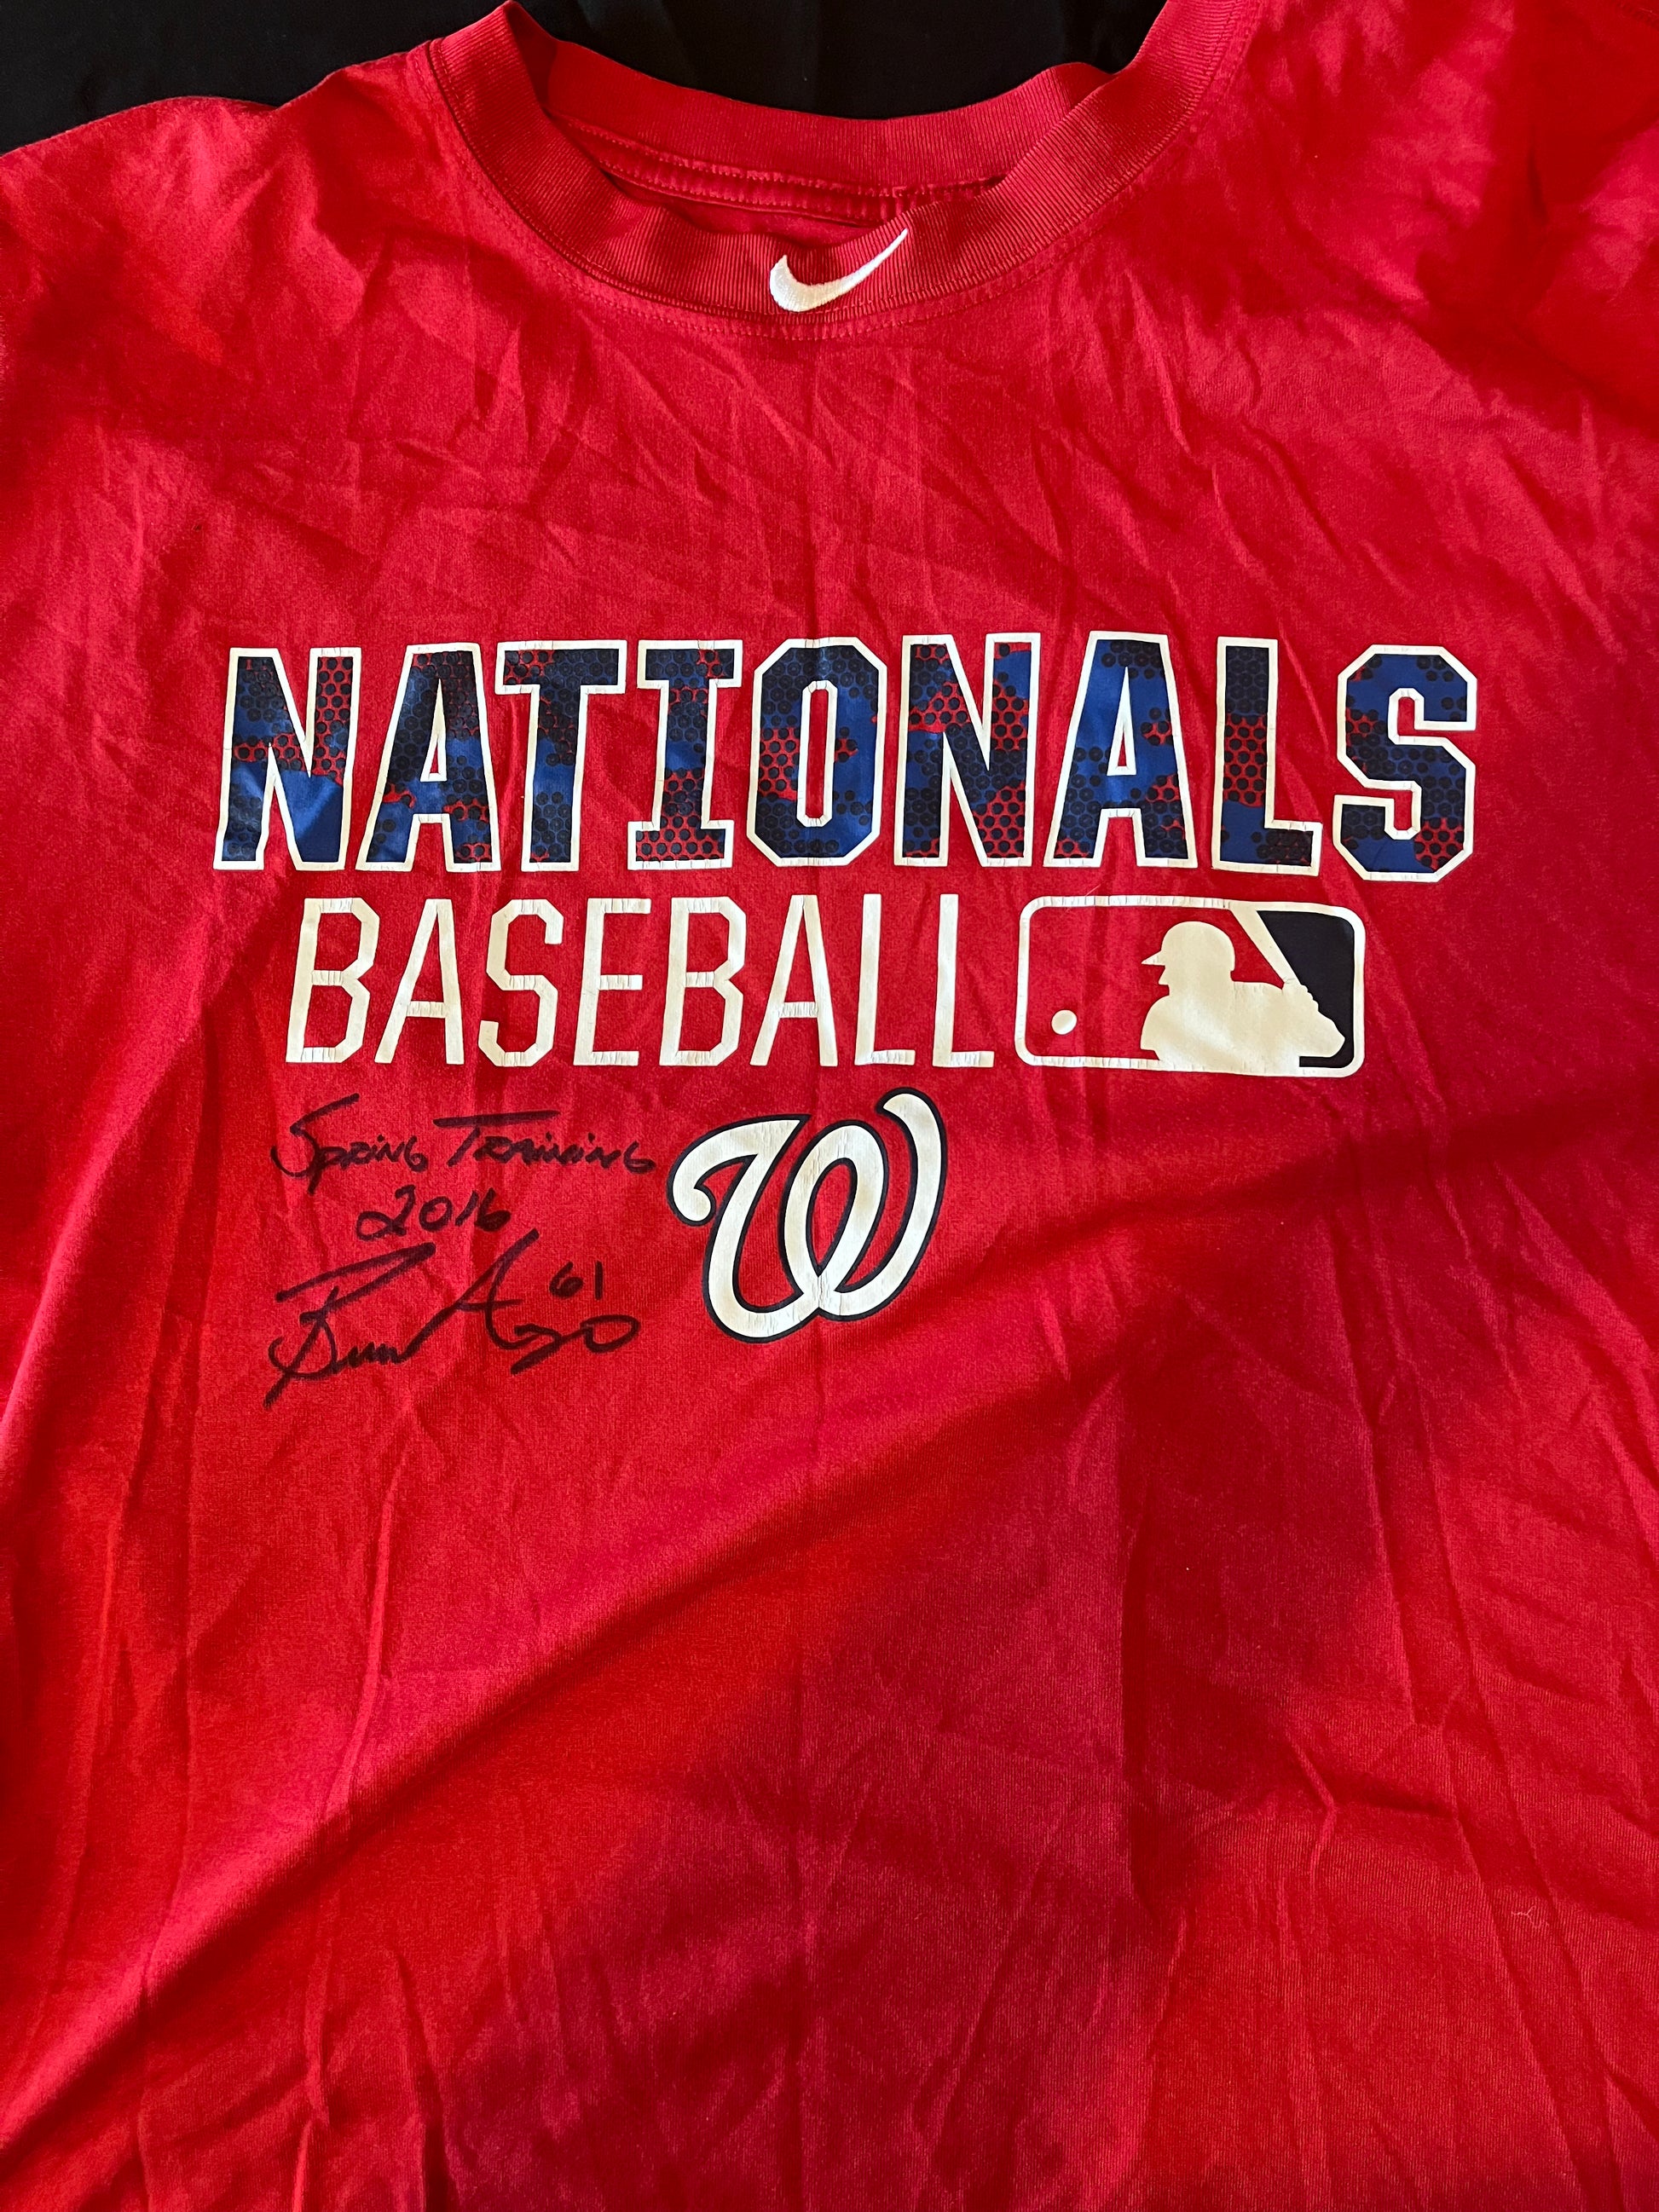 NATIONALS
BASEBALL
W
SPRING TRAINING
2016
61